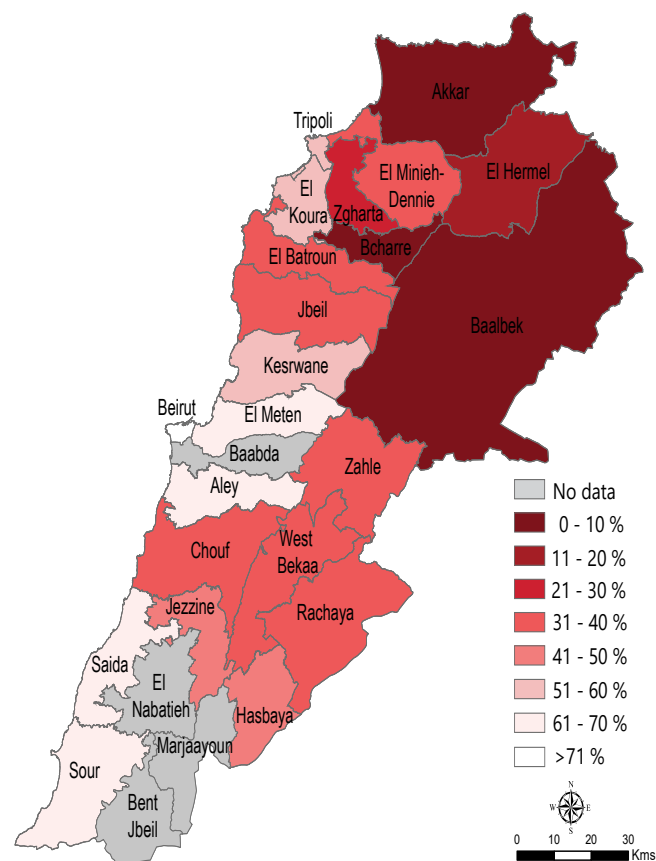 Akkar
Tripoli
El Minieh-
Dennie
El Hermel
El
Koura
Zgharta
Bcharre
El Batroun
Jbeil
Baalbek
Kesrwane
Beirut
El Meten
Baabda
Zahle
Aley
Chouf
West
Bekaa
Jezzine
Rachaya
Saida
El
Nabatieh
Hasbaya
Marjaayoun
Sour
Bent
Jbeil
No data
0 - 10 %
11 - 20 %
21 - 30 %
31 - 40 %
41 - 50 %
51 - 60 %
61 - 70 %
>71 %
N
W E
S
0 10 20 30
Kms